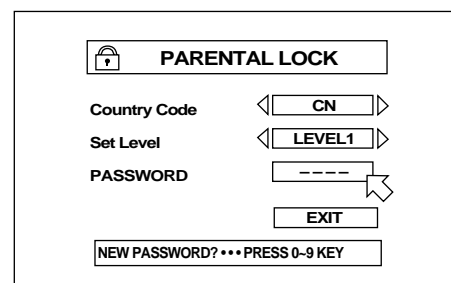 PARENTAL LOCK
Country Code CN
Set Level LEVEL1
PASSWORD ----
EXIT
NEW PASSWORD? ••• PRESS 0~9 KEY